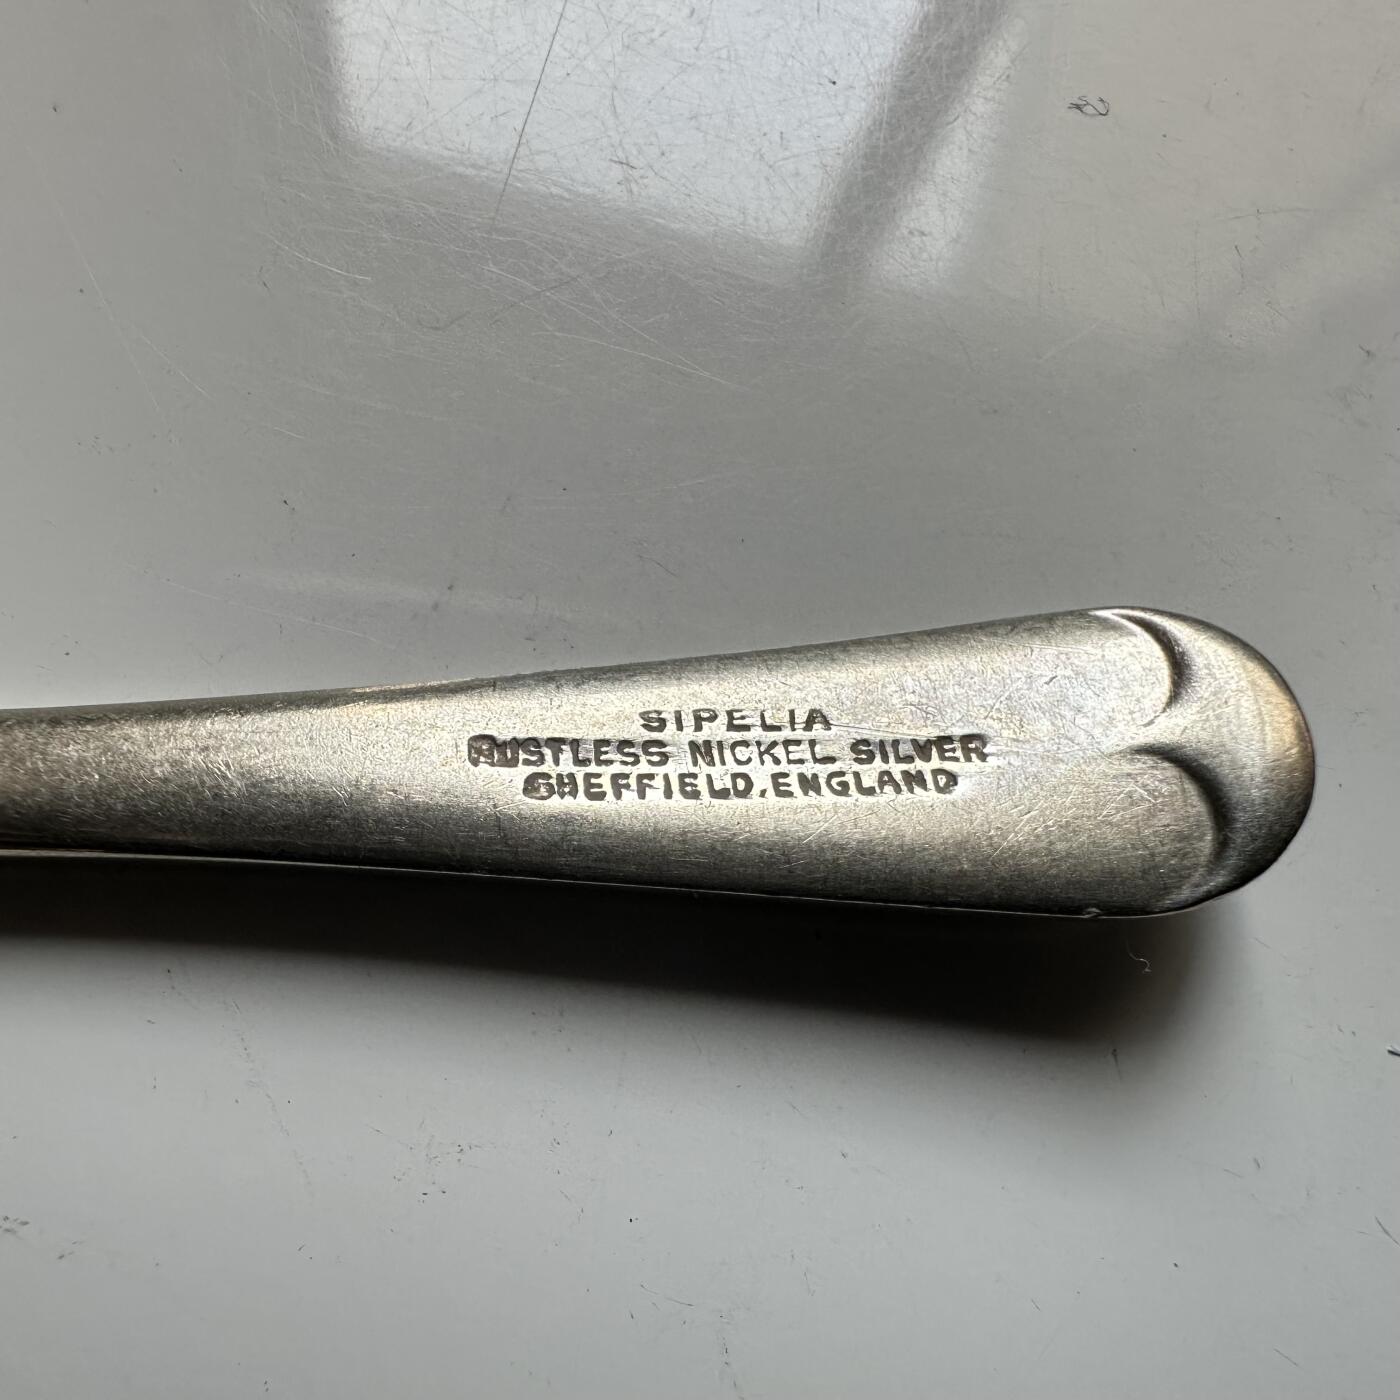 SIPELIA
RUSTLESS NICKEL SILVER
SHEFFIELD, ENGLAND